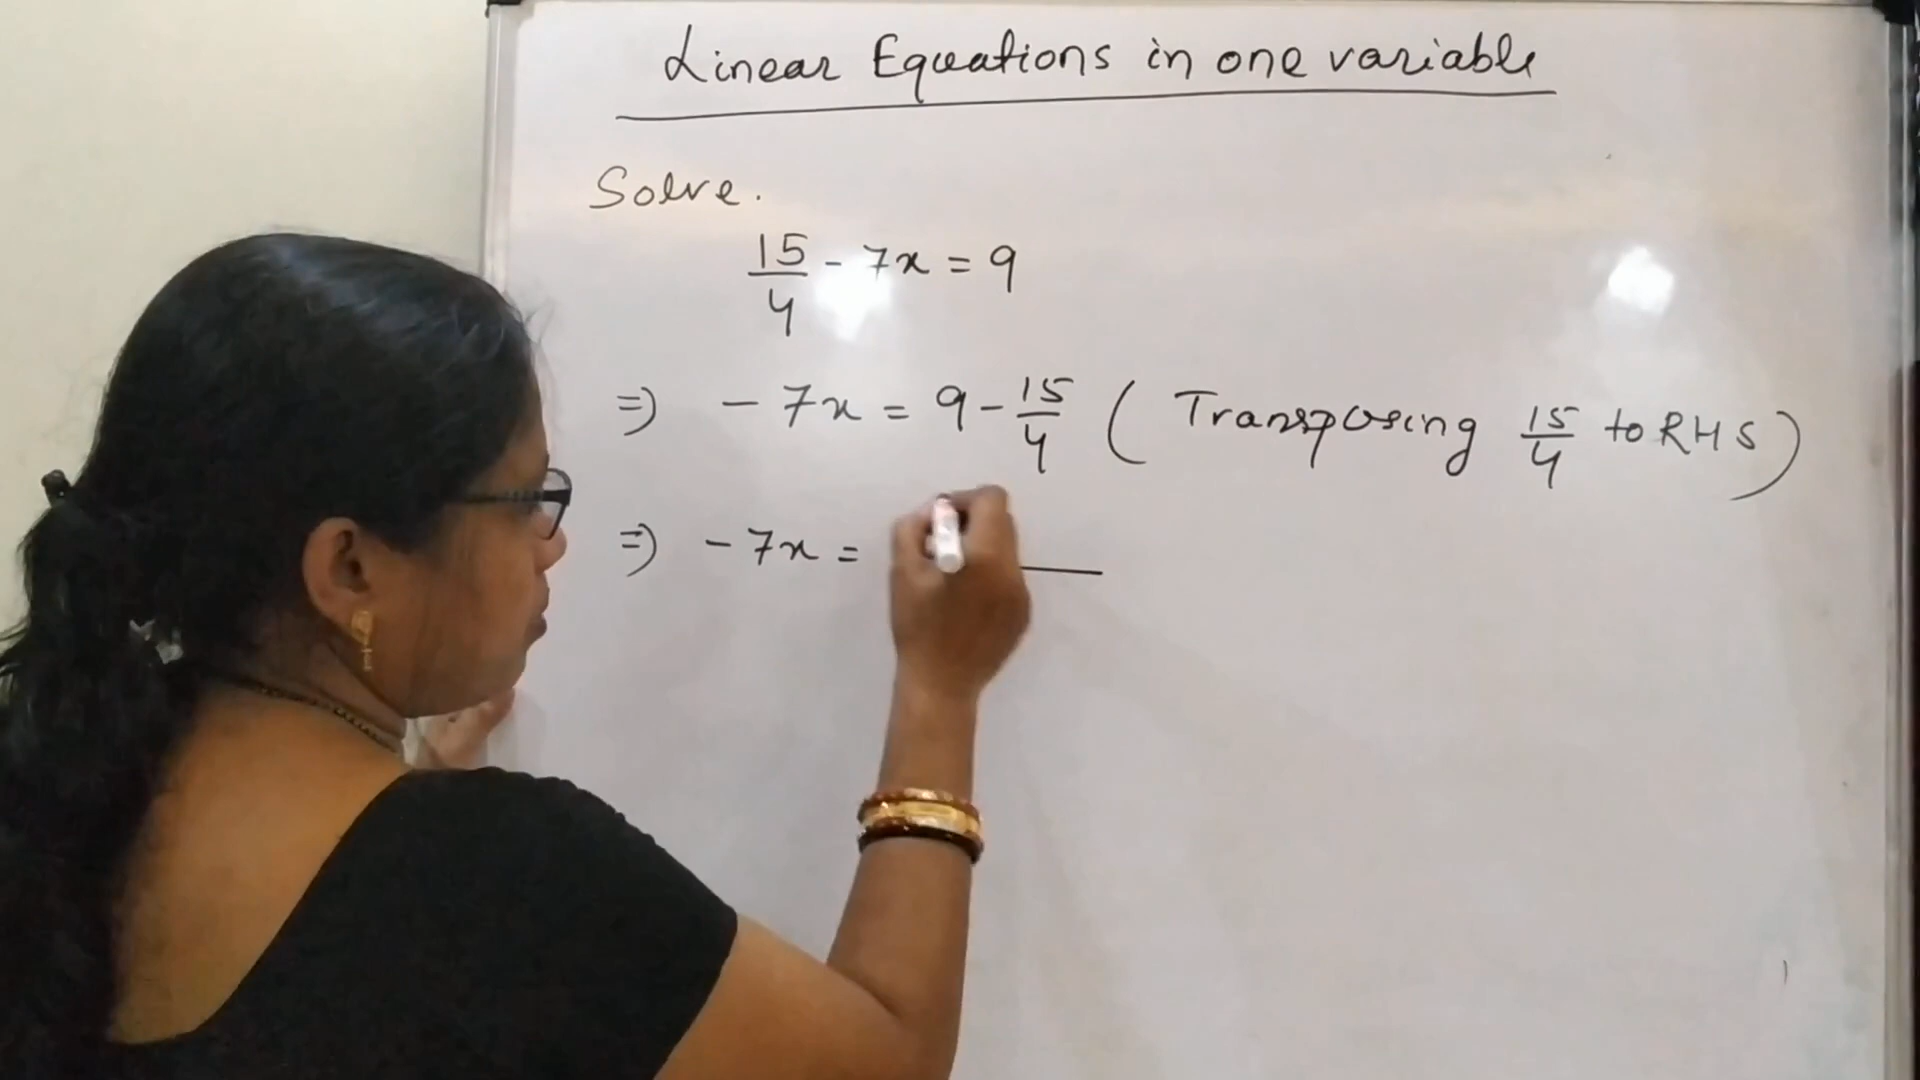 Linear Equations in one variable
Solve.
15/4 - 7x = 9
⇒ - 7x = 9 - 15/4 ( Transposing 15/4 to RHS )
⇒ - 7x =